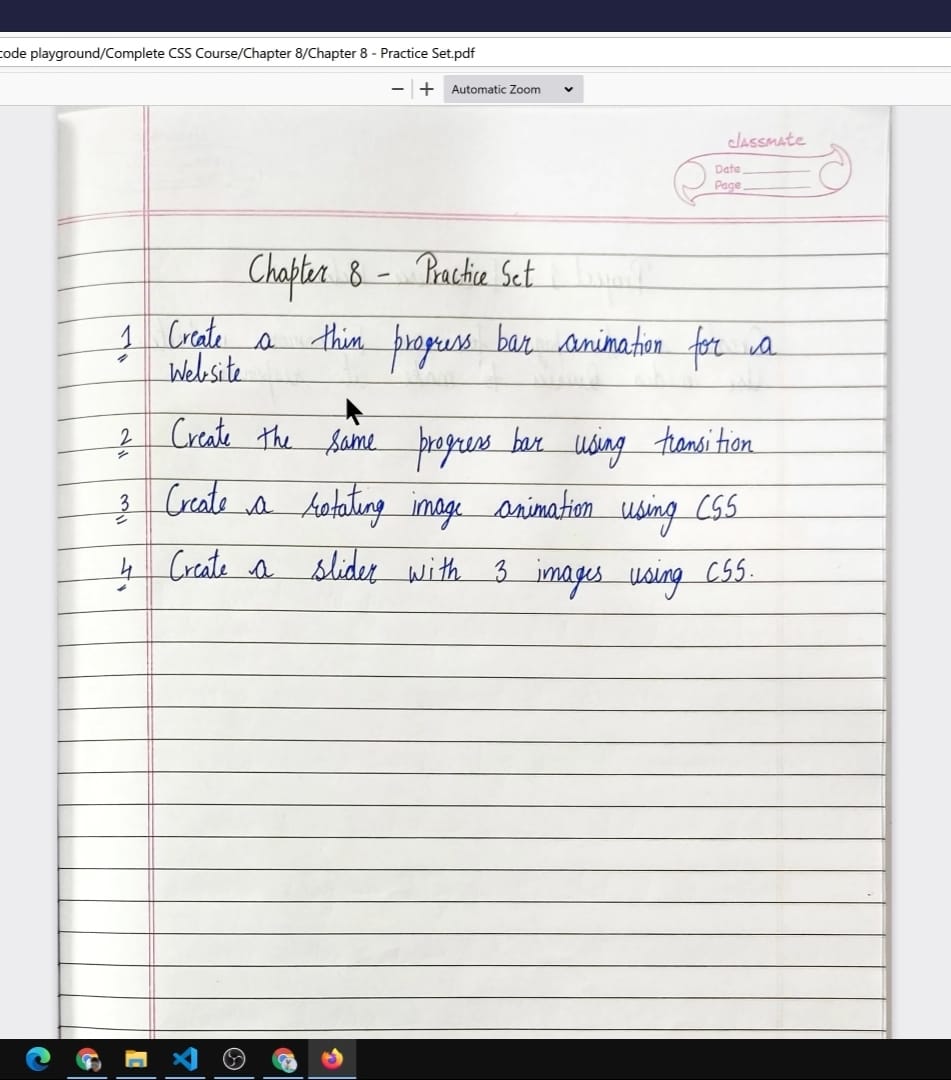 code playground/Complete CSS Course/Chapter 8/Chapter 8 - Practice Set.pdf
− + Automatic Zoom
classmate
Date
Page
Chapter 8 - Practice Set
1 Create a thin progress bar animation for a
Website
2 Create the same progress bar using transition
3 Create a rotating image animation using CSS
4 Create a slider with 3 images using CSS.